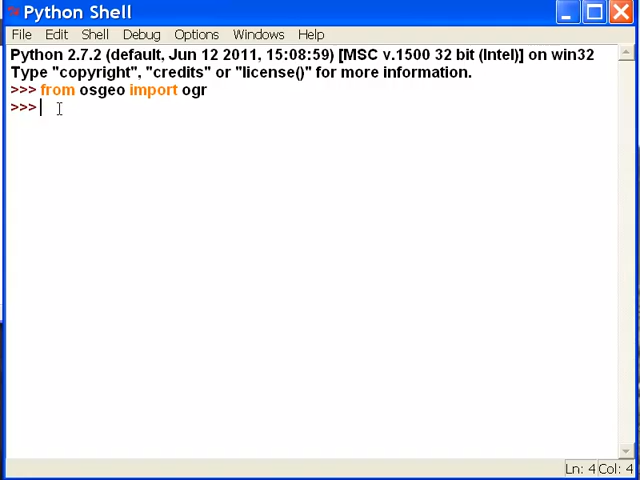 Python Shell
File Edit Shell Debug Options Windows Help
Python 2.7.2 (default, Jun 12 2011, 15:08:59) [MSC v.1500 32 bit (Intel)] on win32
Type "copyright", "credits" or "license()" for more information.
>>> from osgeo import ogr
>>>
Ln: 4 Col: 4